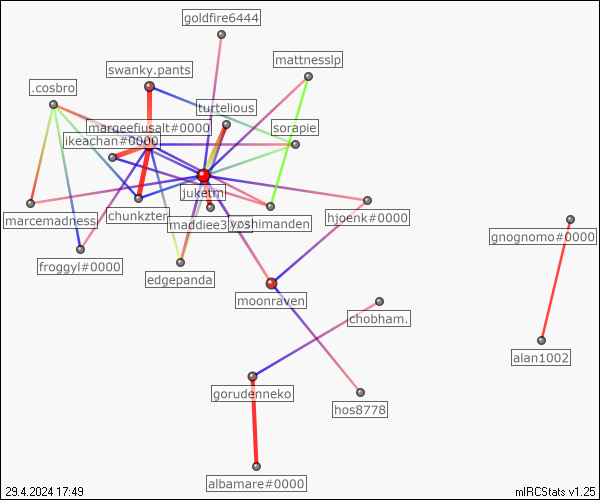 goldfire6444
mattnesslp
swanky.pants
.cosbro
turtelious
marceefiusalt#0000
sorapie
ikeachan#0000
juketm
marcemadness
chunkzter
maddiee3
yoshimanden
hjoenk#0000
gnognomo#0000
froggyl#0000
edgepanda
moonraven
chobham.
alan1002
gorudenneko
hos8778
albamare#0000
29.4.2024 17:49
mIRCStats v1.25